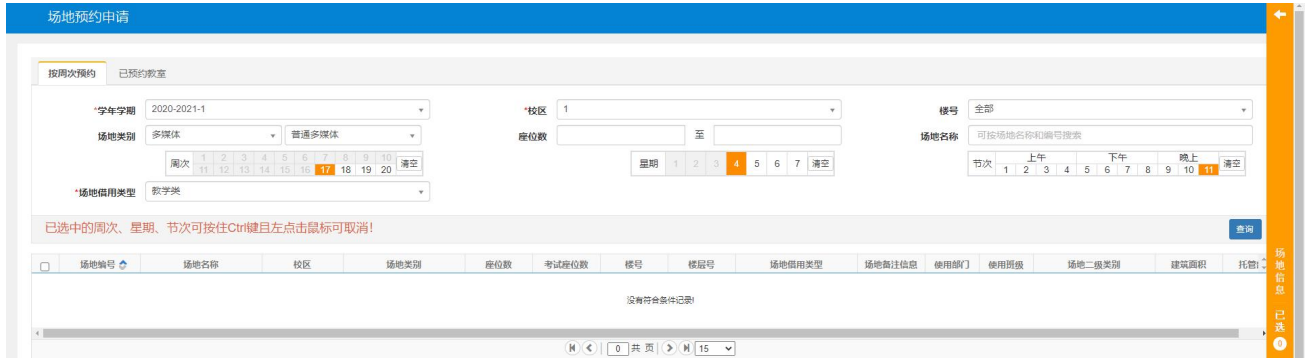 场地预约申请
按周次预约 已预约教室
*学年学期 2020-2021-1 *校区 1 楼号 全部
场地类别 多媒体 普通多媒体 座位数 至 场地名称 可按场地名称和编号搜索
周次 1 2 3 4 5 6 7 8 9 10 清空 星期 1 2 3 4 5 6 7 清空 节次 上午 下午 晚上 清空
11 12 13 14 15 16 17 18 19 20 1 2 3 4 5 6 7 8 9 10 11
*场地借用类型 教学类
已选中的周次、星期、节次可按住Ctrl键且左点击鼠标可取消！ 查询
场地编号 场地名称 校区 场地类别 座位数 考试座位数 楼号 楼层号 场地借用类型 场地备注信息 使用部门 使用班级 场地二级类别 建筑面积 托管
没有符合条件记录!
0 共 页 15
场地信息 已选 0